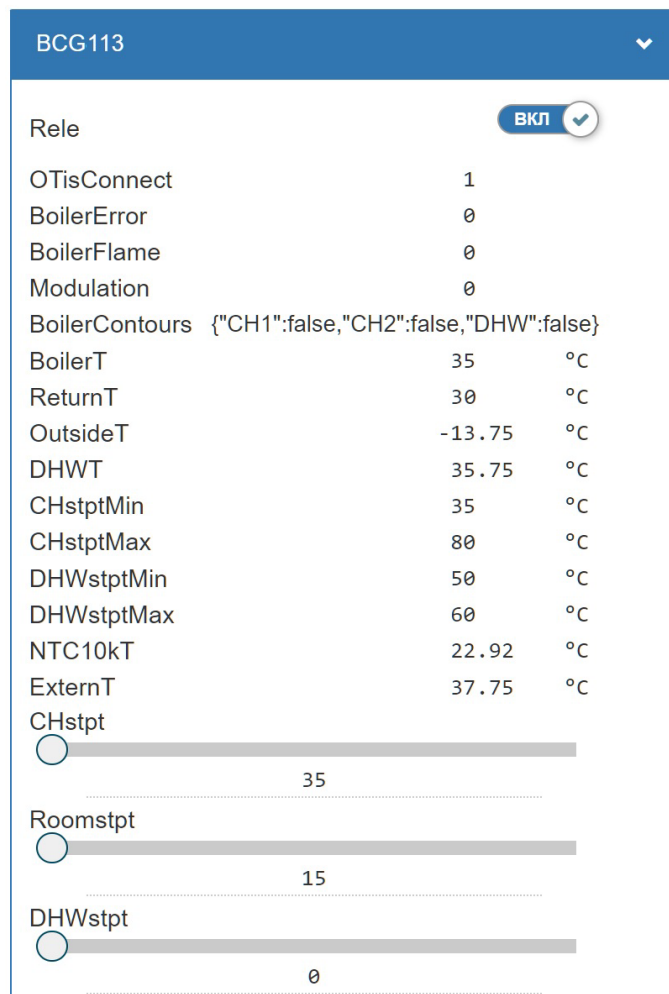 BCG113
Rele ВКЛ
OTisConnect 1
BoilerError 0
BoilerFlame 0
Modulation 0
BoilerContours {"CH1":false,"CH2":false,"DHW":false}
BoilerT 35 °C
ReturnT 30 °C
OutsideT -13.75 °C
DHWT 35.75 °C
CHstptMin 35 °C
CHstptMax 80 °C
DHWstptMin 50 °C
DHWstptMax 60 °C
NTC10kT 22.92 °C
ExternT 37.75 °C
CHstpt
35
Roomstpt
15
DHWstpt
0